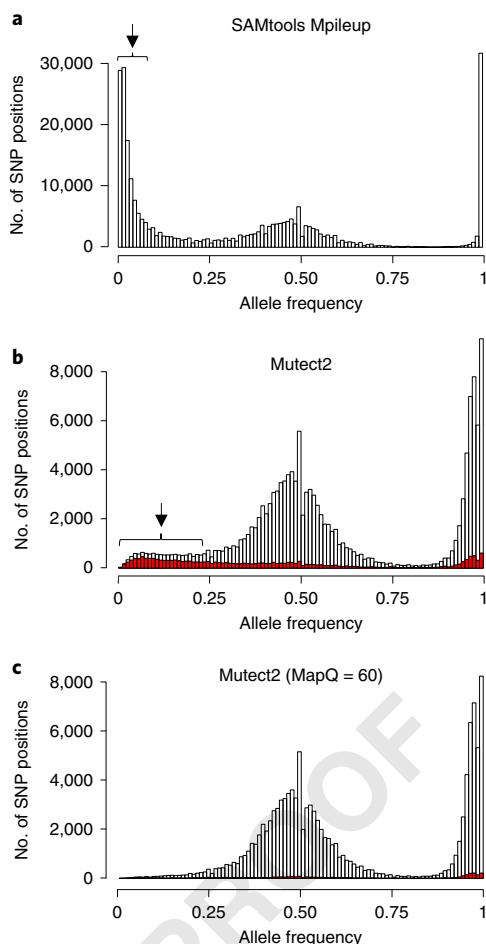 a
SAMtools Mpileup
No. of SNP positions
30,000
20,000
10,000
0
0 0.25 0.50 0.75 1
Allele frequency
b
Mutect2
No. of SNP positions
8,000
6,000
4,000
2,000
0
0 0.25 0.50 0.75 1
Allele frequency
c
Mutect2 (MapQ = 60)
No. of SNP positions
8,000
6,000
4,000
2,000
0
0 0.25 0.50 0.75 1
Allele frequency
PROOF